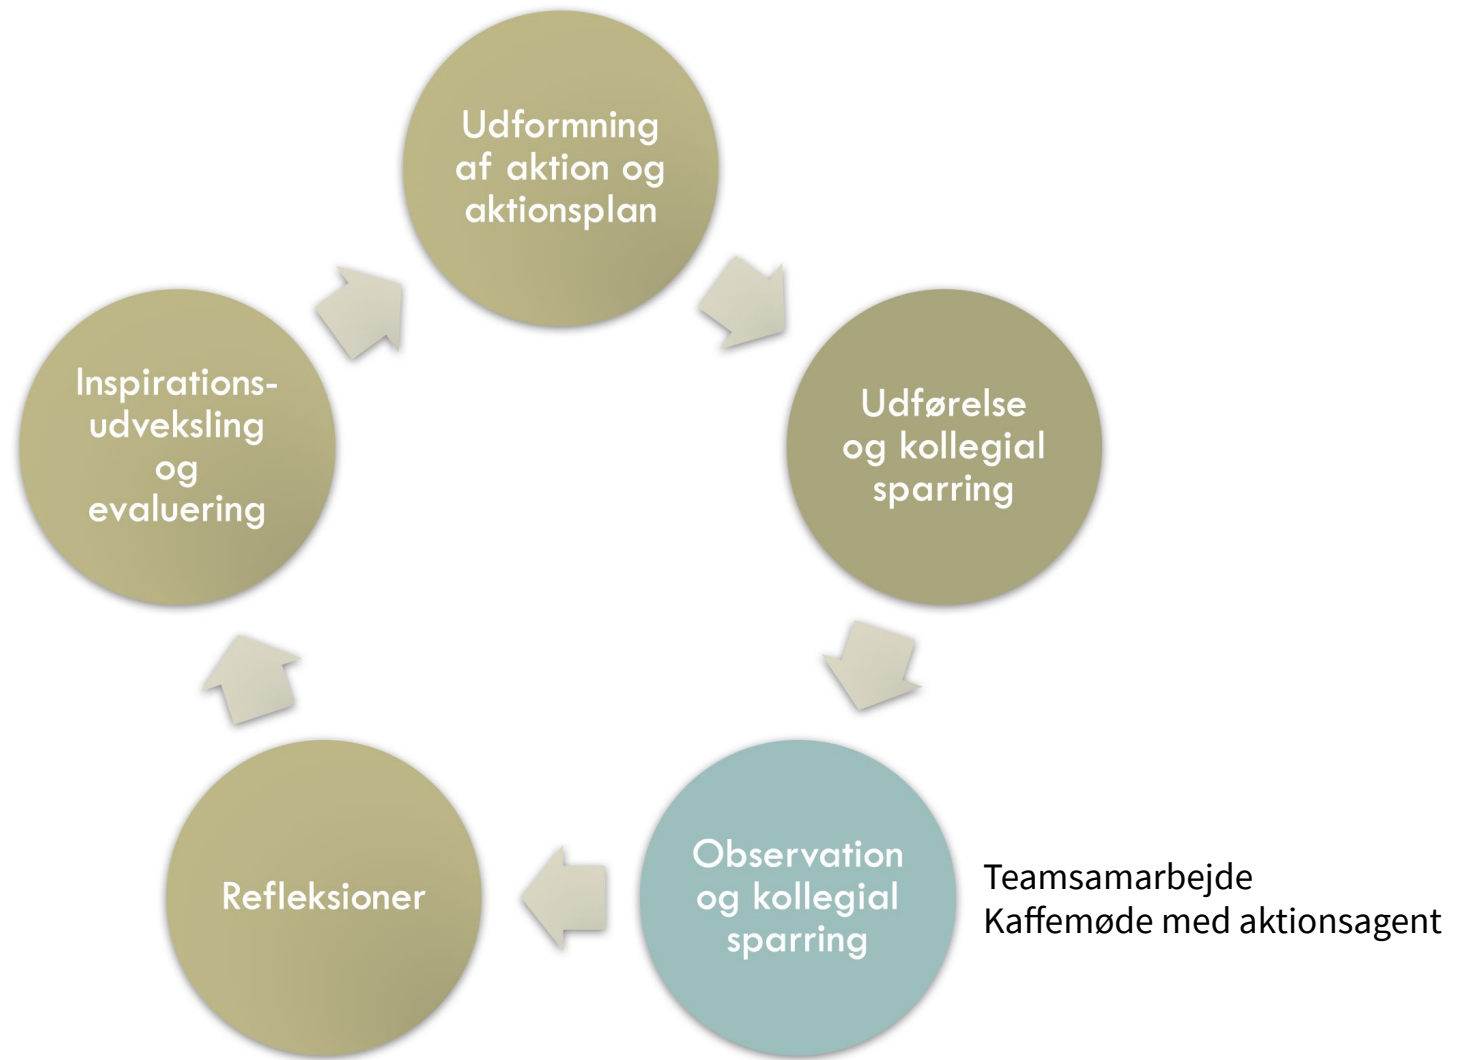 Udformning
af aktion og
aktionsplan
Udførelse
og kollegial
sparring
Observation
og kollegial
sparring
Teamsamarbejde
Kaffemøde med aktionsagent
Refleksioner
Inspirations-
udveksling
og
evaluering